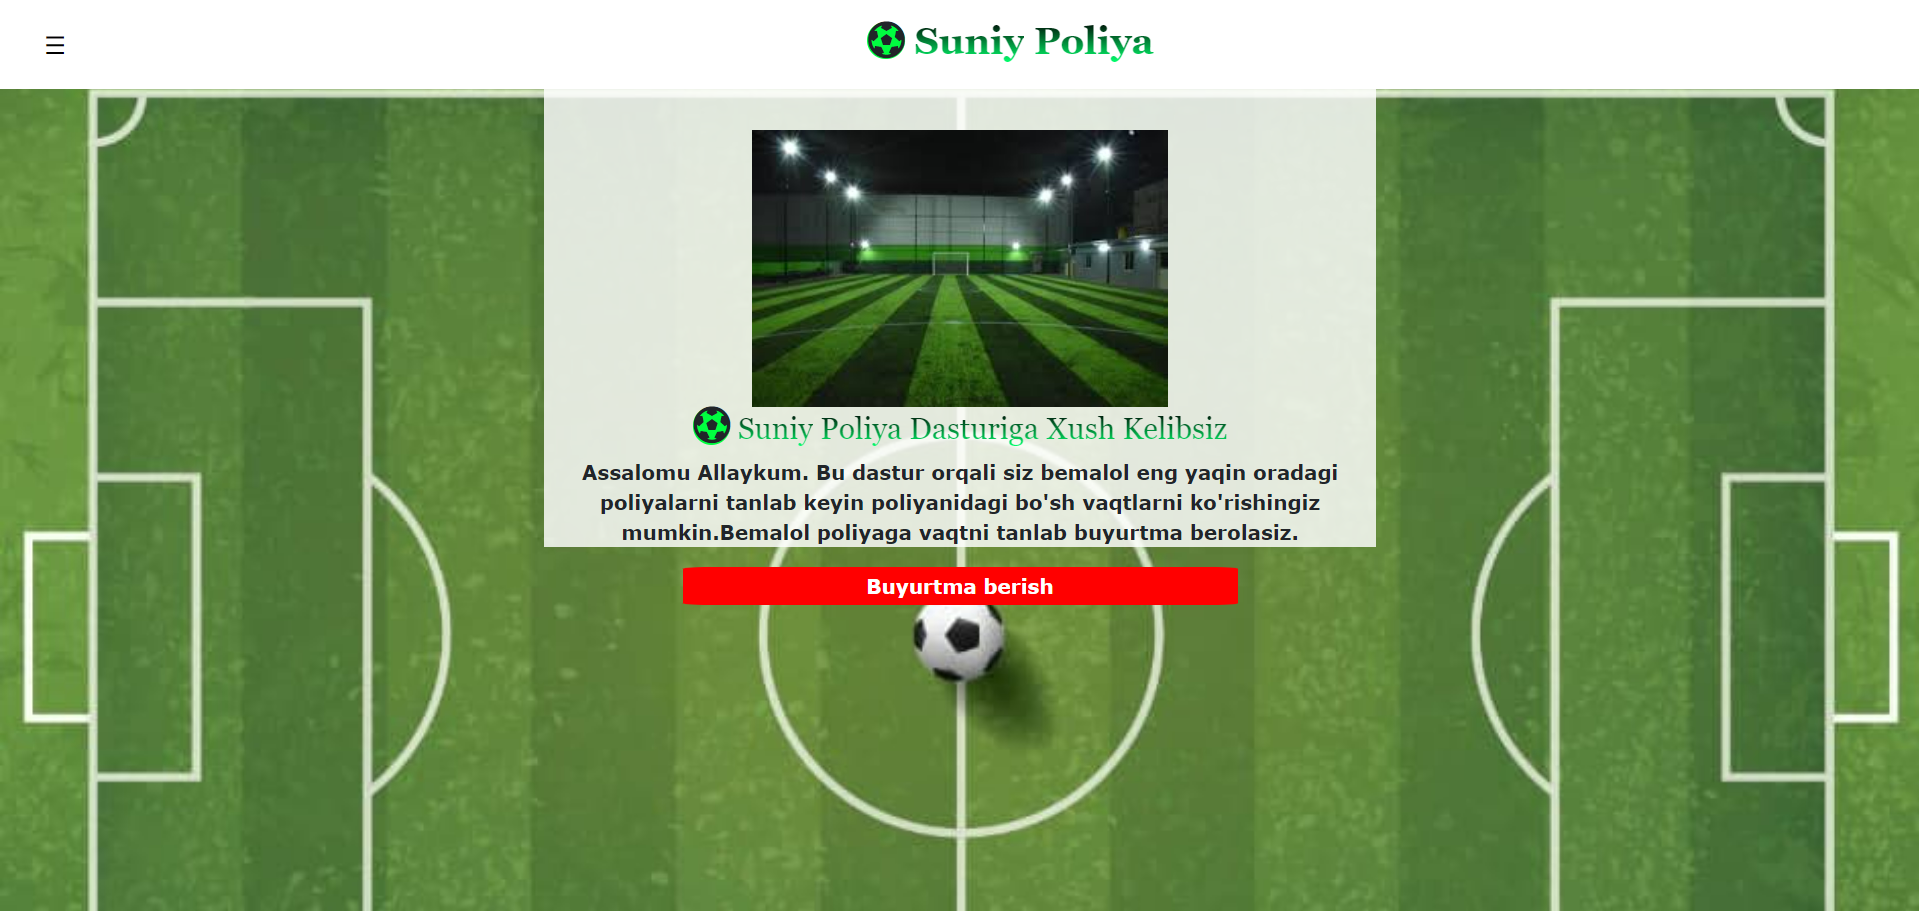 Suniy Poliya
Suniy Poliya Dasturiga Xush Kelibsiz
Assalomu Allaykum. Bu dastur orqali siz bemalol eng yaqin oradagi
poliyalarni tanlab keyin poliyanidagi bo'sh vaqtlarni ko'rishingiz
mumkin.Bemalol poliyaga vaqtni tanlab buyurtma berolasiz.
Buyurtma berish